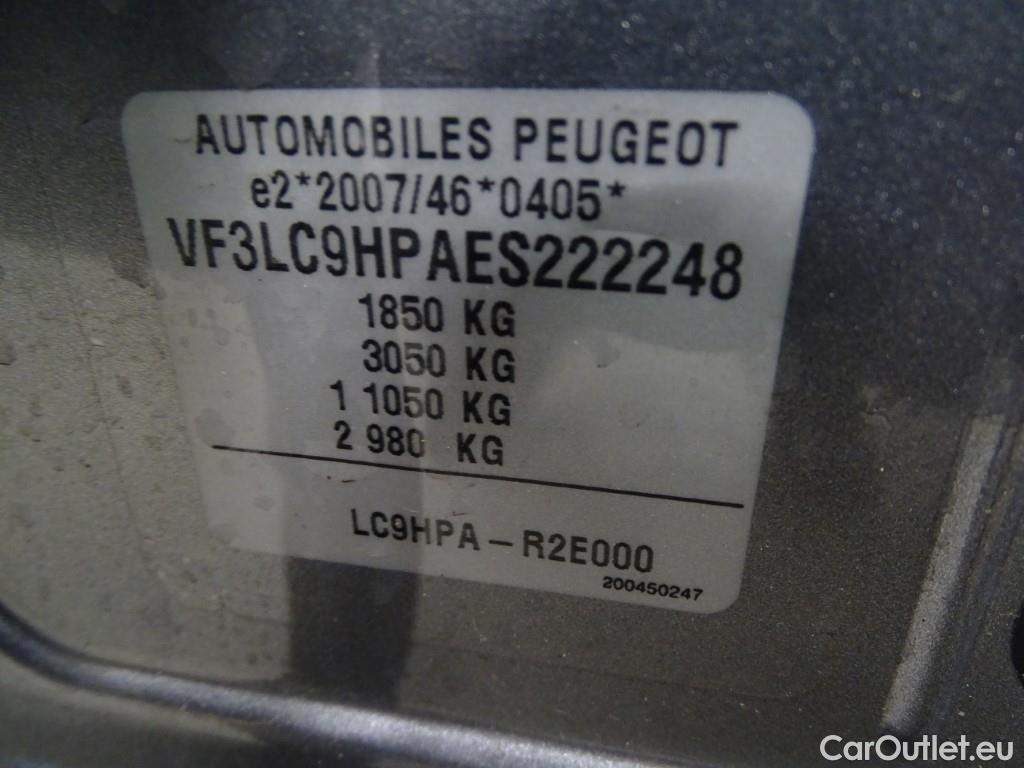 AUTOMOBILES PEUGEOT
e2*2007/46*0405*
VF3LC9HPAES222248
1850 KG
3050 KG
1 1050 KG
2 980 KG
LC9HPA – R2E000
200450247
CarOutlet.eu